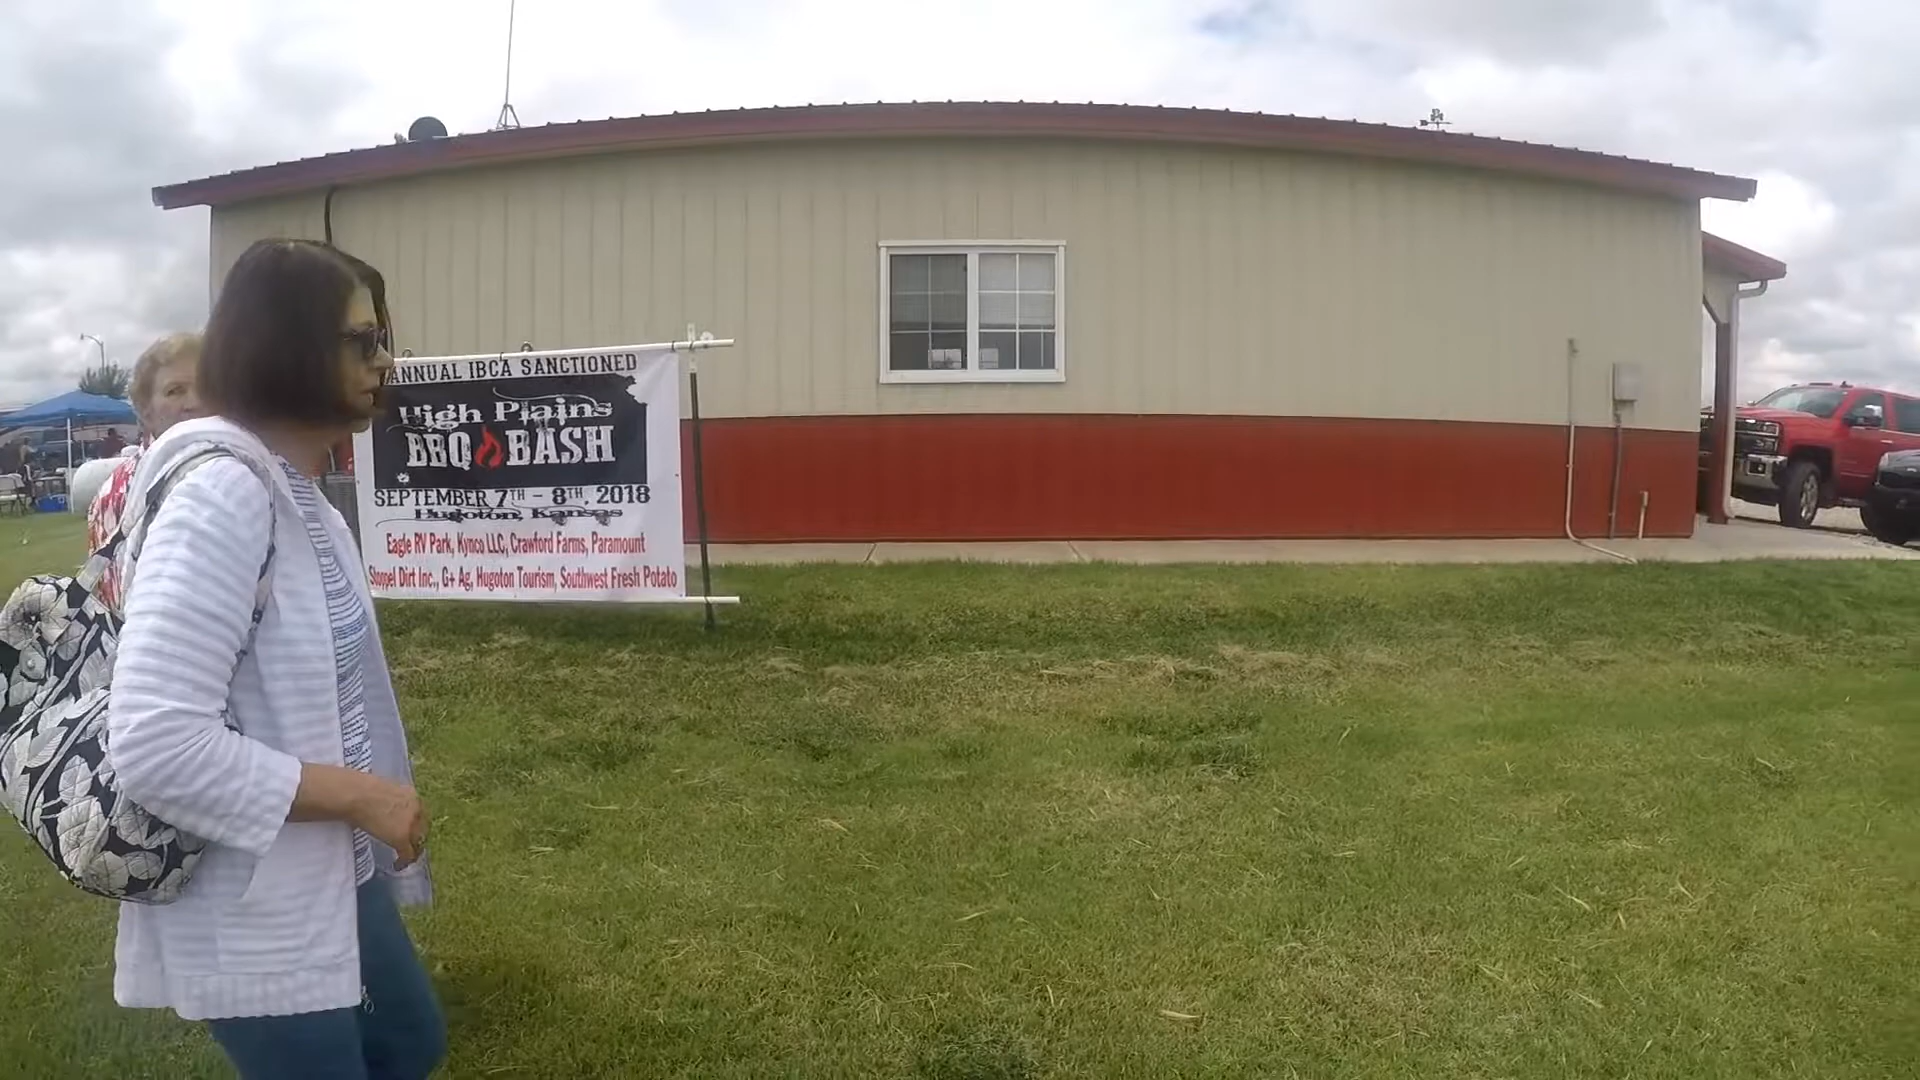 ANNUAL IBCA SANCTIONED
High Plains
BBQ BASH
SEPTEMBER 7TH - 8TH, 2018
Hugoton, Kansas
Eagle RV Park, Kynco LLC, Crawford Farms, Paramount
Stoppel Dirt Inc., G+ Ag, Hugoton Tourism, Southwest Fresh Potato